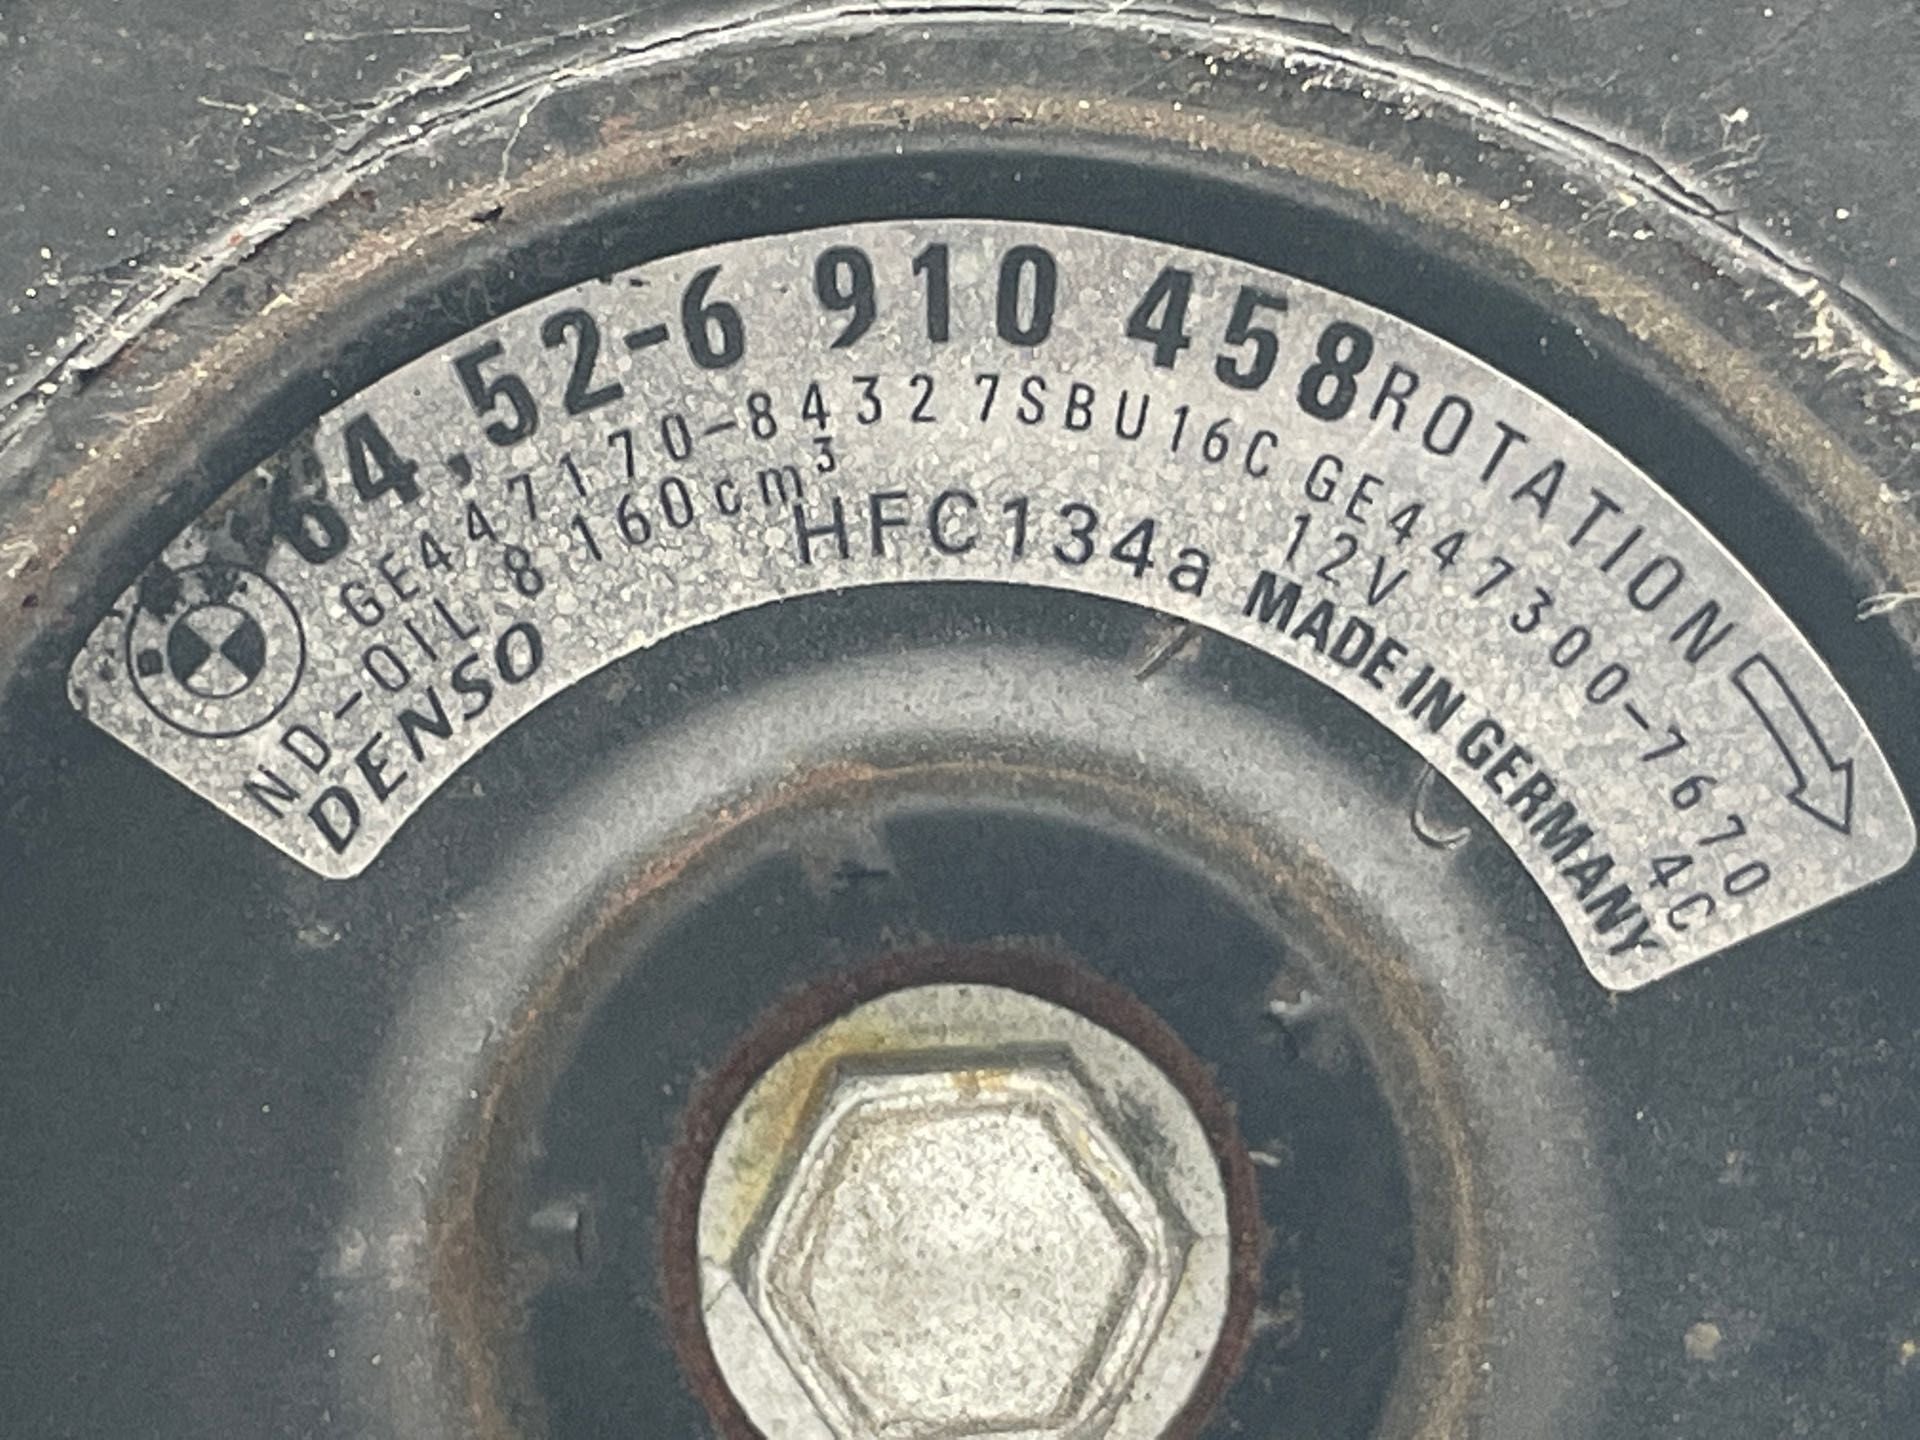 64.52-6 910 458 ROTATION
GE447170-8432 7SBU16C GE447300-7670
ND-OIL 8 160cm³ HFC134a 12V 4C
DENSO MADE IN GERMANY